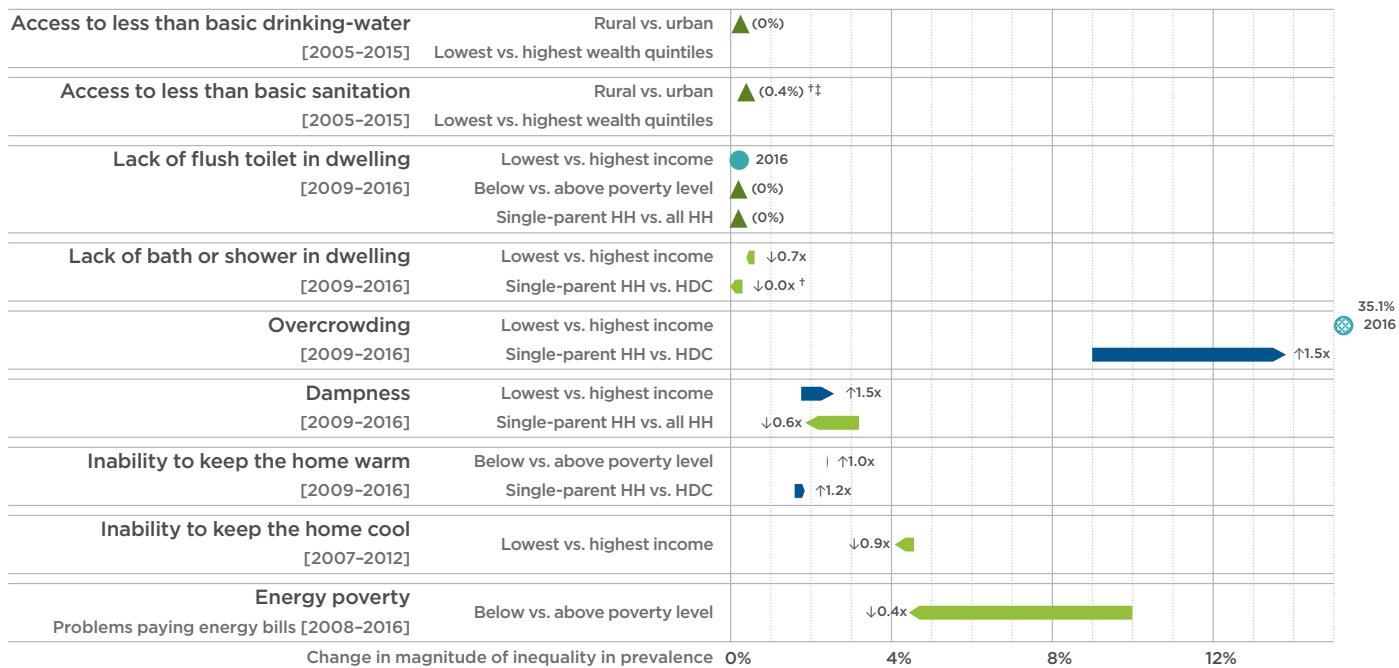 Access to less than basic drinking-water Rural vs. urban (0%)
[2005–2015] Lowest vs. highest wealth quintiles
Access to less than basic sanitation Rural vs. urban (0.4%) †‡
[2005–2015] Lowest vs. highest wealth quintiles
Lack of flush toilet in dwelling Lowest vs. highest income 2016
[2009–2016] Below vs. above poverty level (0%)
Single-parent HH vs. all HH (0%)
Lack of bath or shower in dwelling Lowest vs. highest income ↓0.7x
[2009–2016] Single-parent HH vs. HDC ↓0.0x †
35.1%
Overcrowding Lowest vs. highest income 2016
[2009–2016] Single-parent HH vs. HDC ↑1.5x
Dampness Lowest vs. highest income ↑1.5x
[2009–2016] Single-parent HH vs. all HH ↓0.6x
Inability to keep the home warm Below vs. above poverty level ↑1.0x
[2009–2016] Single-parent HH vs. HDC ↑1.2x
Inability to keep the home cool
Lowest vs. highest income ↓0.9x
[2007–2012]
Energy poverty
Below vs. above poverty level ↓0.4x
Problems paying energy bills [2008–2016]
Change in magnitude of inequality in prevalence 0% 4% 8% 12%